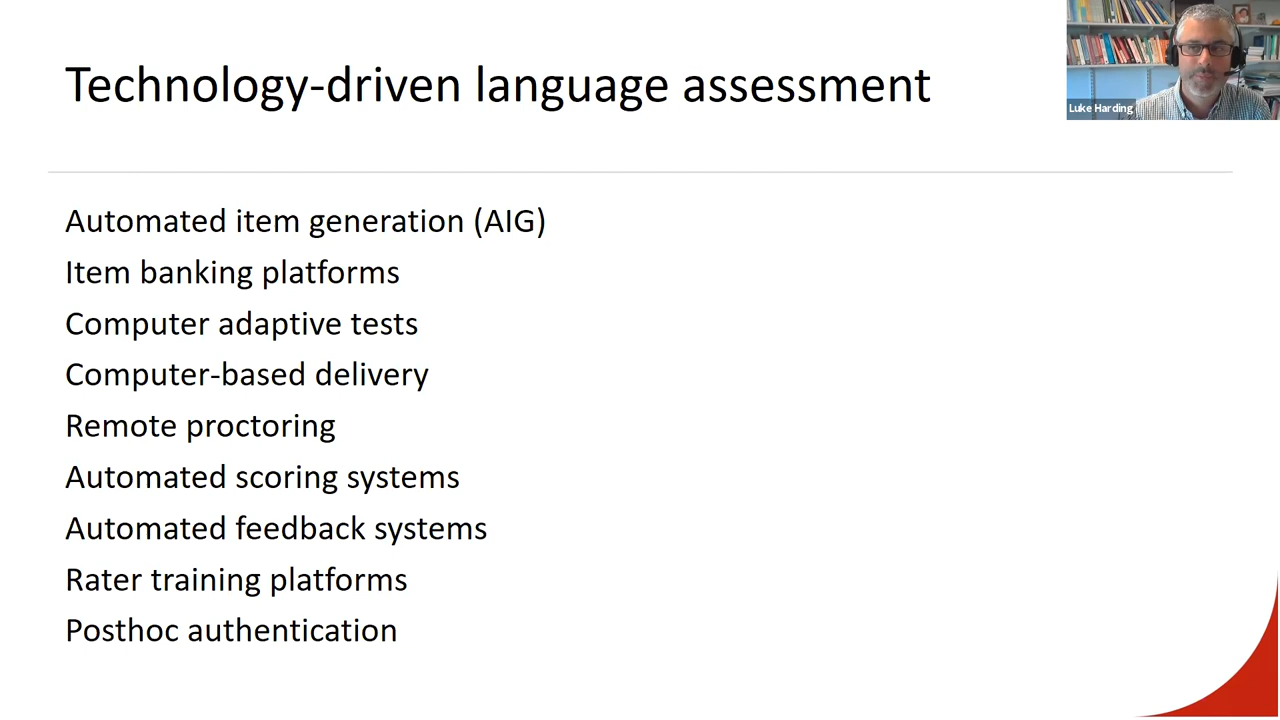 Technology-driven language assessment
Luke Harding
Automated item generation (AIG)
Item banking platforms
Computer adaptive tests
Computer-based delivery
Remote proctoring
Automated scoring systems
Automated feedback systems
Rater training platforms
Posthoc authentication